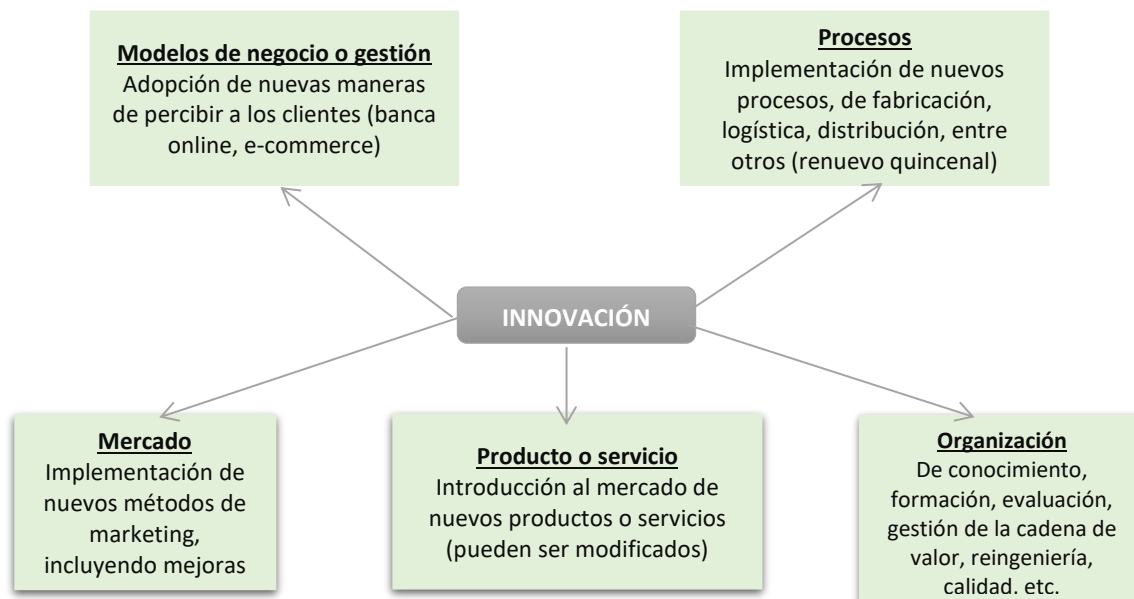 Modelos de negocio o gestión
Adopción de nuevas maneras
de percibir a los clientes (banca
online, e-commerce)
Procesos
Implementación de nuevos
procesos, de fabricación,
logística, distribución, entre
otros (renuevo quincenal)
INNOVACIÓN
Mercado
Implementación de
nuevos métodos de
marketing,
incluyendo mejoras
Producto o servicio
Introducción al mercado de
nuevos productos o servicios
(pueden ser modificados)
Organización
De conocimiento,
formación, evaluación,
gestión de la cadena de
valor, reingeniería,
calidad. etc.